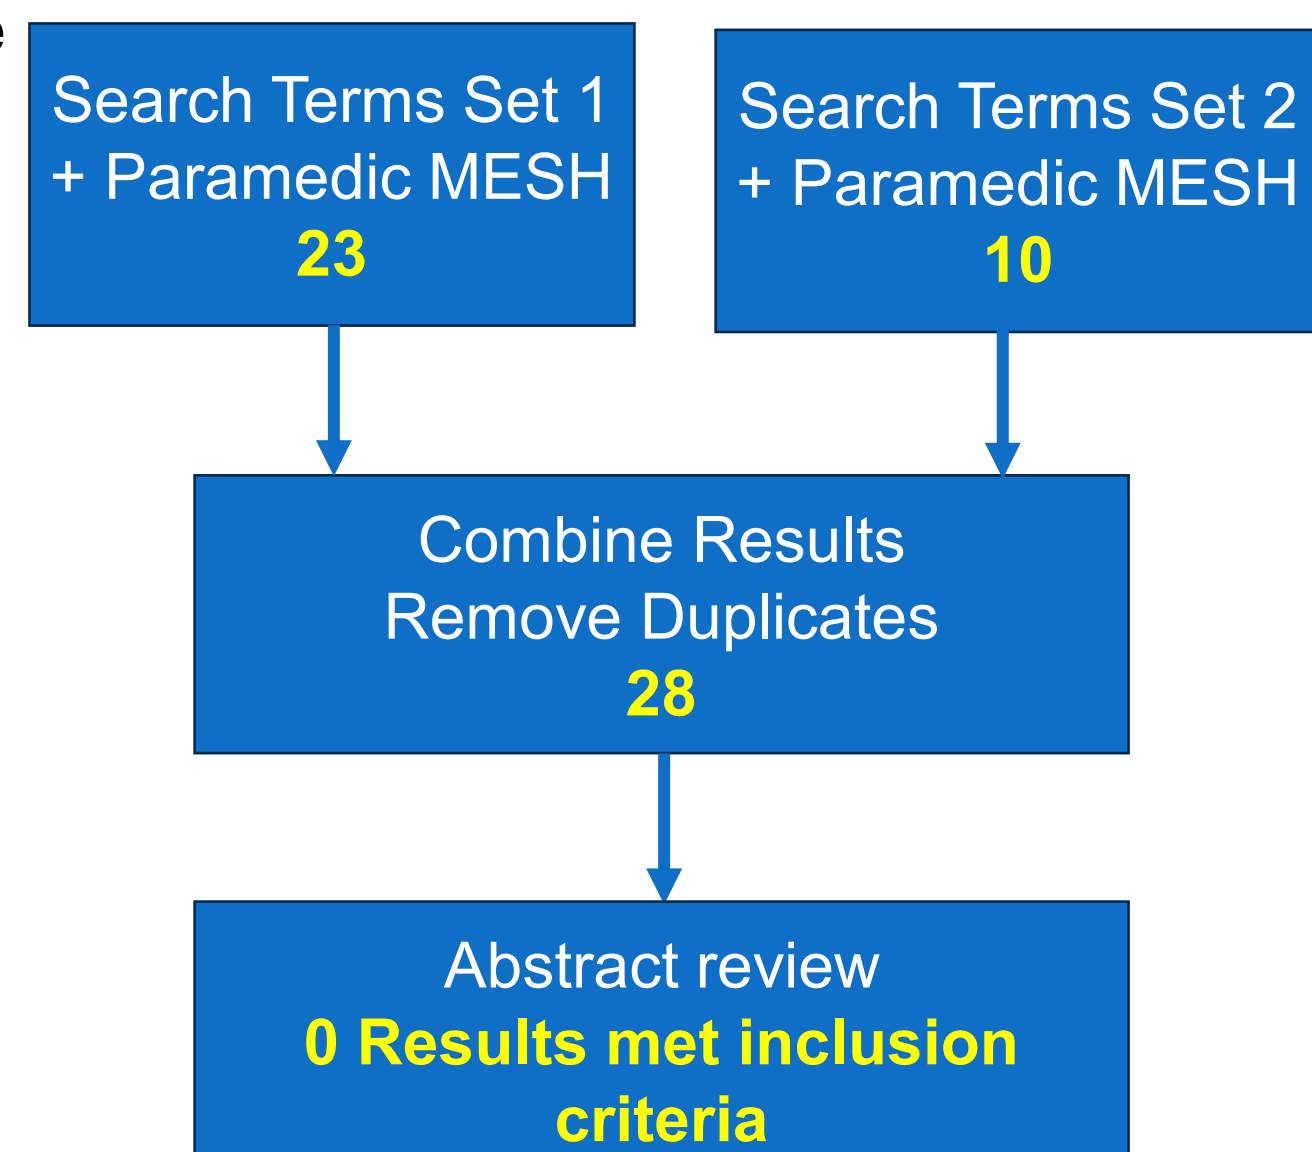 Search Terms Set 1
+ Paramedic MESH
23
Search Terms Set 2
+ Paramedic MESH
10
Combine Results
Remove Duplicates
28
Abstract review
0 Results met inclusion
criteria